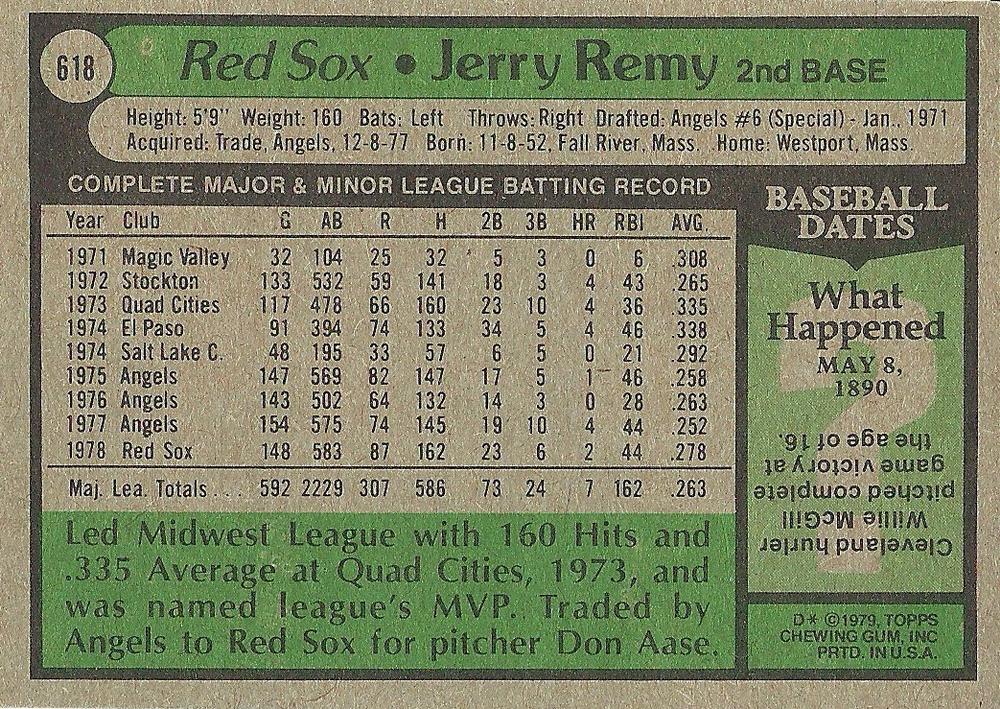 618
Red Sox • Jerry Remy 2nd BASE
Height: 5'9" Weight: 160 Bats: Left Throws: Right Drafted: Angels #6 (Special) - Jan., 1971
Acquired: Trade, Angels, 12-8-77 Born: 11-8-52, Fall River, Mass. Home: Westport, Mass.
COMPLETE MAJOR & MINOR LEAGUE BATTING RECORD
Year Club G AB R H 2B 3B HR RBI AVG.
1971 Magic Valley 32 104 25 32 5 3 0 6 .308
1972 Stockton 133 532 59 141 18 3 4 43 .265
1973 Quad Cities 117 478 66 160 23 10 4 36 .335
1974 El Paso 91 394 74 133 34 5 4 46 .338
1974 Salt Lake C. 48 195 33 57 6 5 0 21 .292
1975 Angels 147 569 82 147 17 5 1 46 .258
1976 Angels 143 502 64 132 14 3 0 28 .263
1977 Angels 154 575 74 145 19 10 4 44 .252
1978 Red Sox 148 583 87 162 23 6 2 44 .278
Maj. Lea. Totals . . . 592 2229 307 586 73 24 7 162 .263
Led Midwest League with 160 Hits and
.335 Average at Quad Cities, 1973, and
was named league's MVP. Traded by
Angels to Red Sox for pitcher Don Aase.
BASEBALL
DATES
What
Happened
MAY 8,
1890
?
Cleveland hurler
Willie McGill
pitched complete
game victory at
the age of 16.
D* ©1979, TOPPS
CHEWING GUM, INC
PRTD. IN U.S.A.